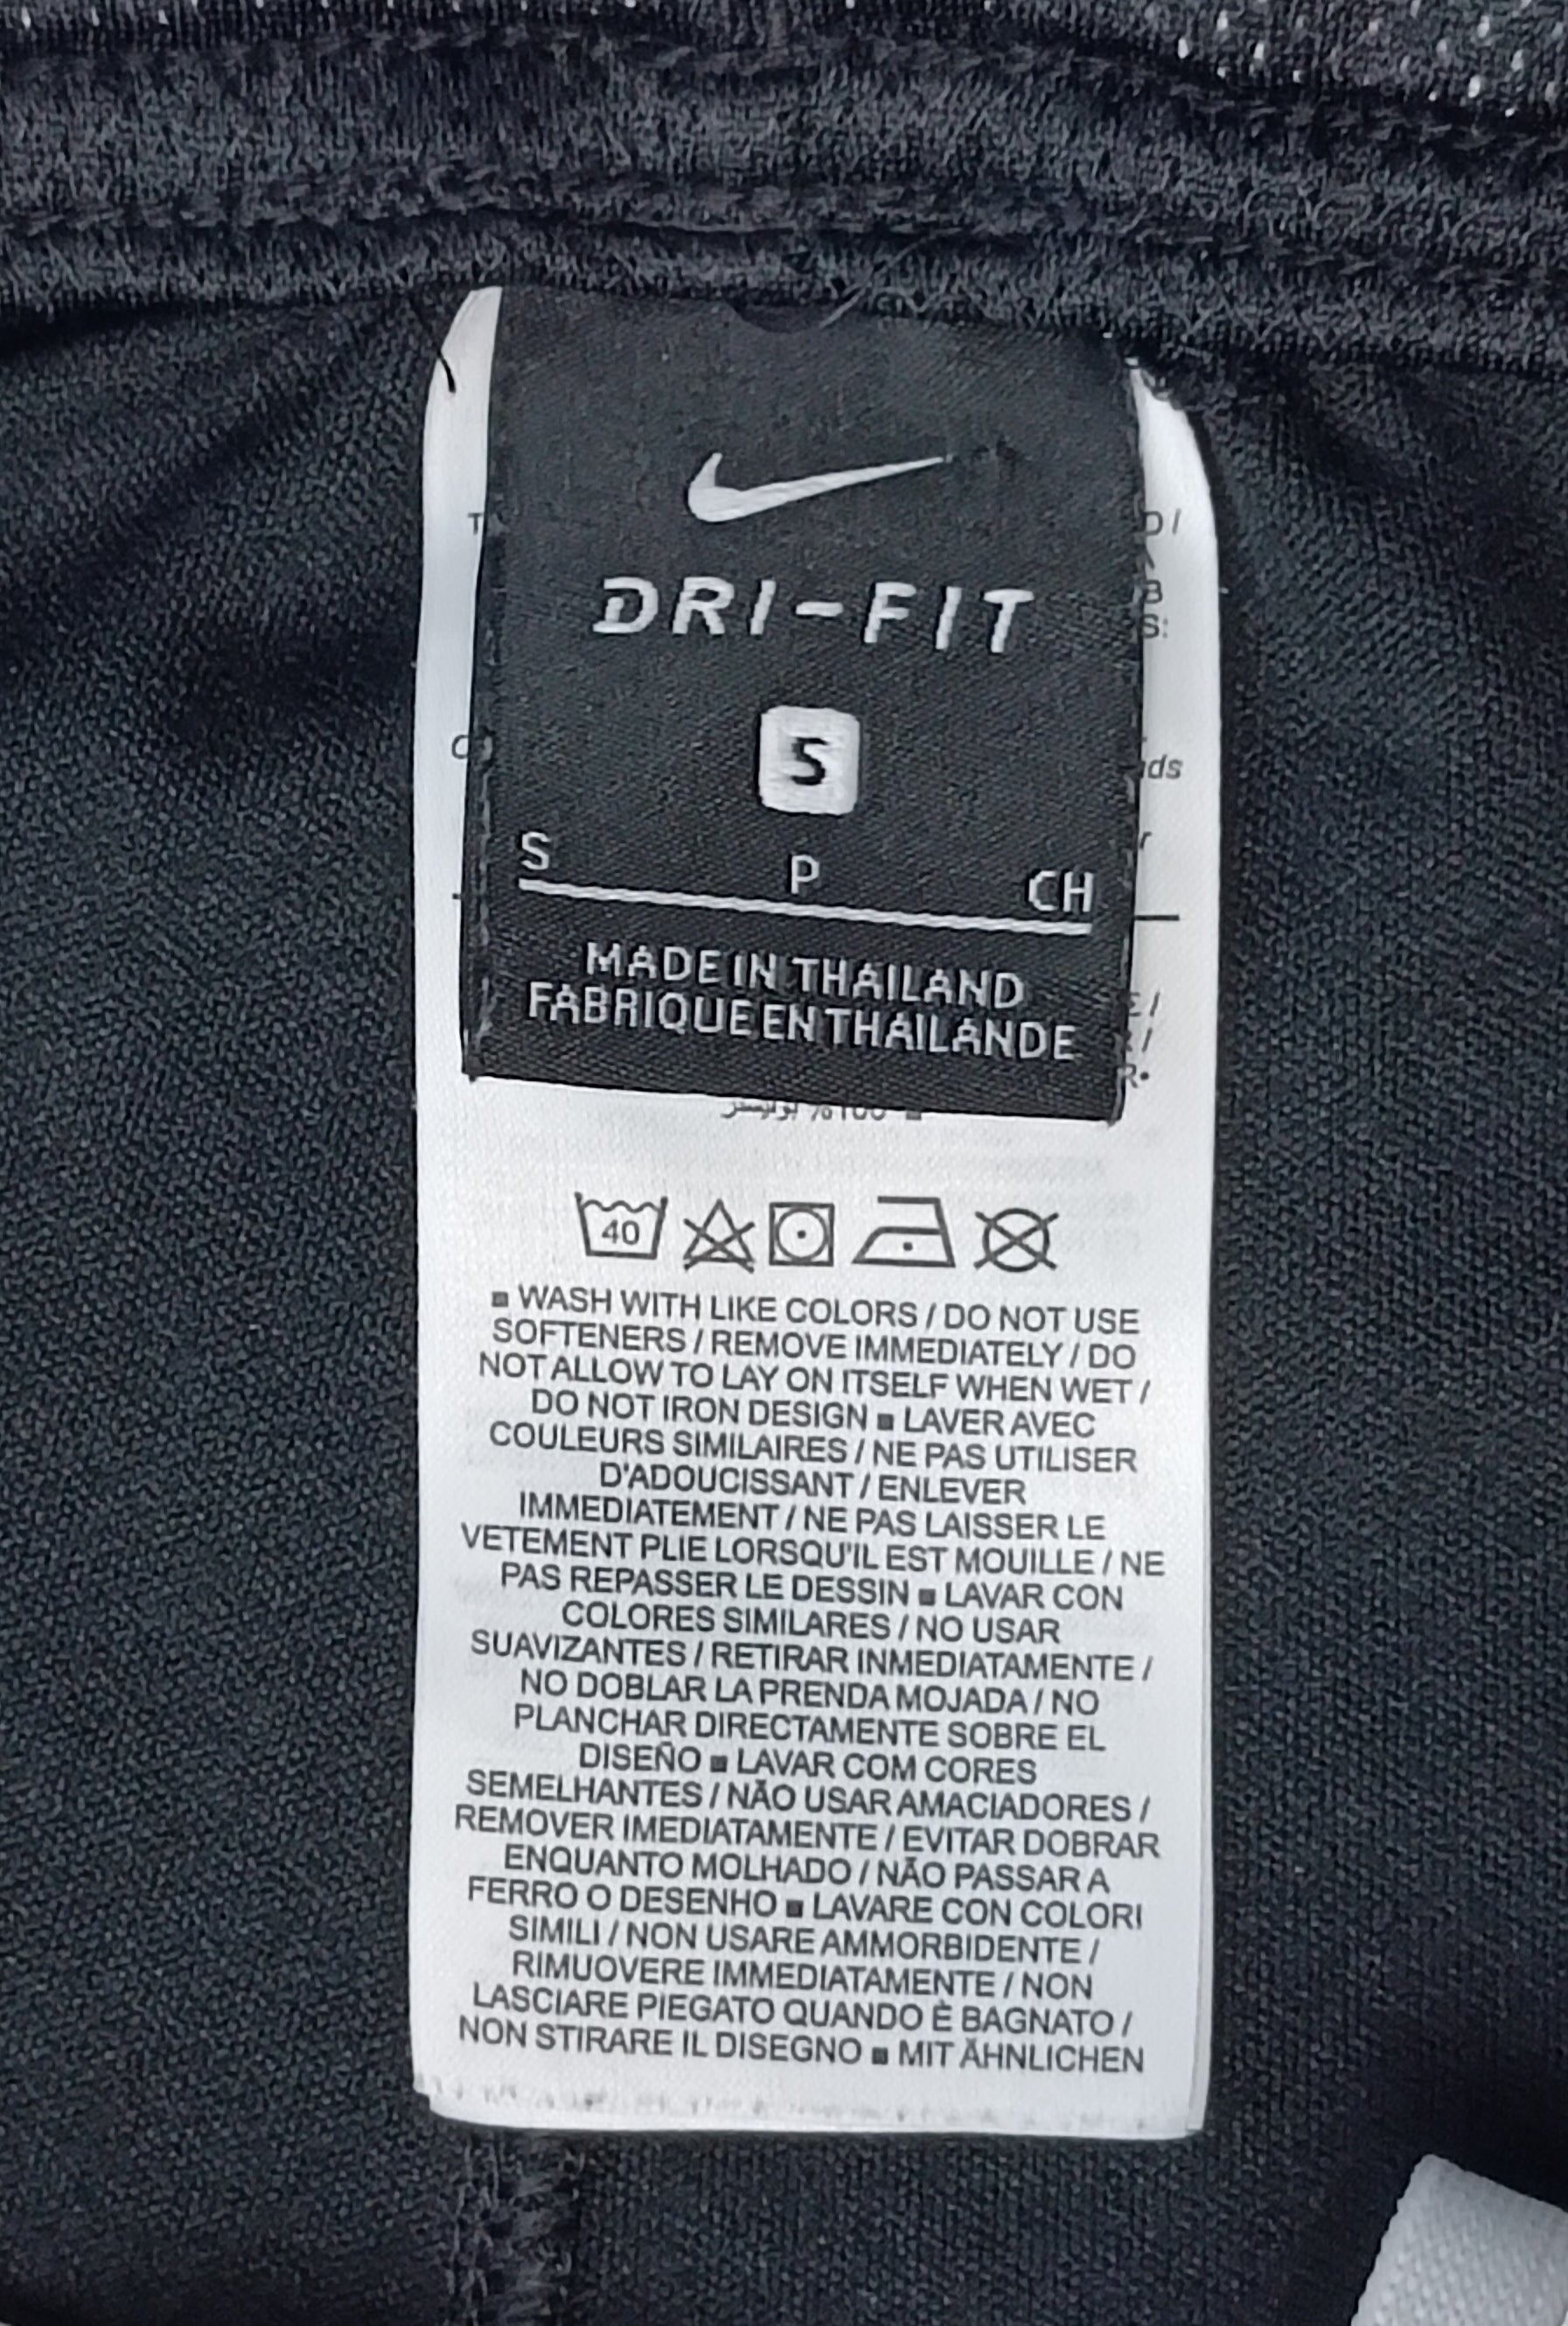 DRI-FIT
S
S P CH
MADE IN THAILAND
FABRIQUE EN THAILANDE
100% بوليستر
40
▪ WASH WITH LIKE COLORS / DO NOT USE
SOFTENERS / REMOVE IMMEDIATELY / DO
NOT ALLOW TO LAY ON ITSELF WHEN WET /
DO NOT IRON DESIGN ▪ LAVER AVEC
COULEURS SIMILAIRES / NE PAS UTILISER
D'ADOUCISSANT / ENLEVER
IMMEDIATEMENT / NE PAS LAISSER LE
VETEMENT PLIE LORSQU'IL EST MOUILLE / NE
PAS REPASSER LE DESSIN ▪ LAVAR CON
COLORES SIMILARES / NO USAR
SUAVIZANTES / RETIRAR INMEDIATAMENTE /
NO DOBLAR LA PRENDA MOJADA / NO
PLANCHAR DIRECTAMENTE SOBRE EL
DISEÑO ▪ LAVAR COM CORES
SEMELHANTES / NÃO USAR AMACIADORES /
REMOVER IMEDIATAMENTE / EVITAR DOBRAR
ENQUANTO MOLHADO / NÃO PASSAR A
FERRO O DESENHO ▪ LAVARE CON COLORI
SIMILI / NON USARE AMMORBIDENTE /
RIMUOVERE IMMEDIATAMENTE / NON
LASCIARE PIEGATO QUANDO È BAGNATO /
NON STIRARE IL DISEGNO ▪ MIT ÄHNLICHEN